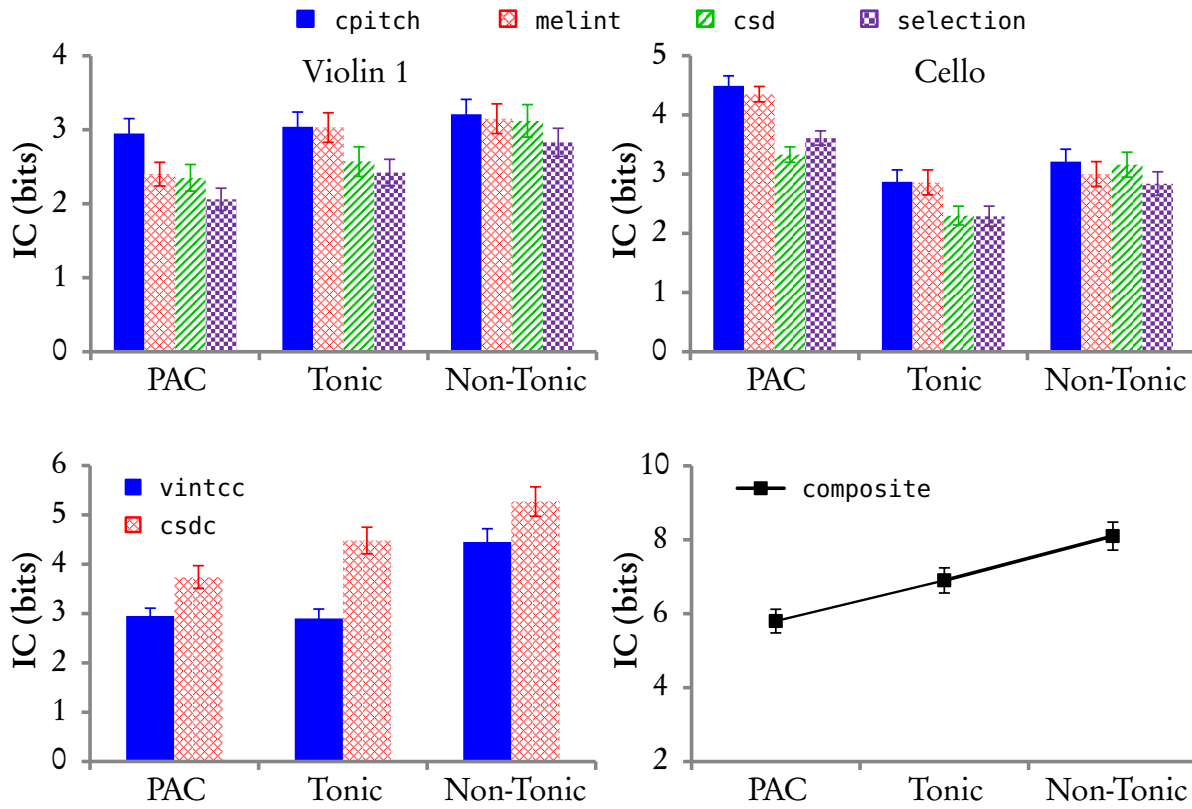 cpitch melint csd selection
Violin 1
IC (bits)
4
3
2
1
0
PAC Tonic Non-Tonic
Cello
IC (bits)
5
4
3
2
1
0
PAC Tonic Non-Tonic
vintcc
csdc
IC (bits)
6
5
4
3
2
1
0
PAC Tonic Non-Tonic
composite
IC (bits)
10
8
6
4
2
PAC Tonic Non-Tonic